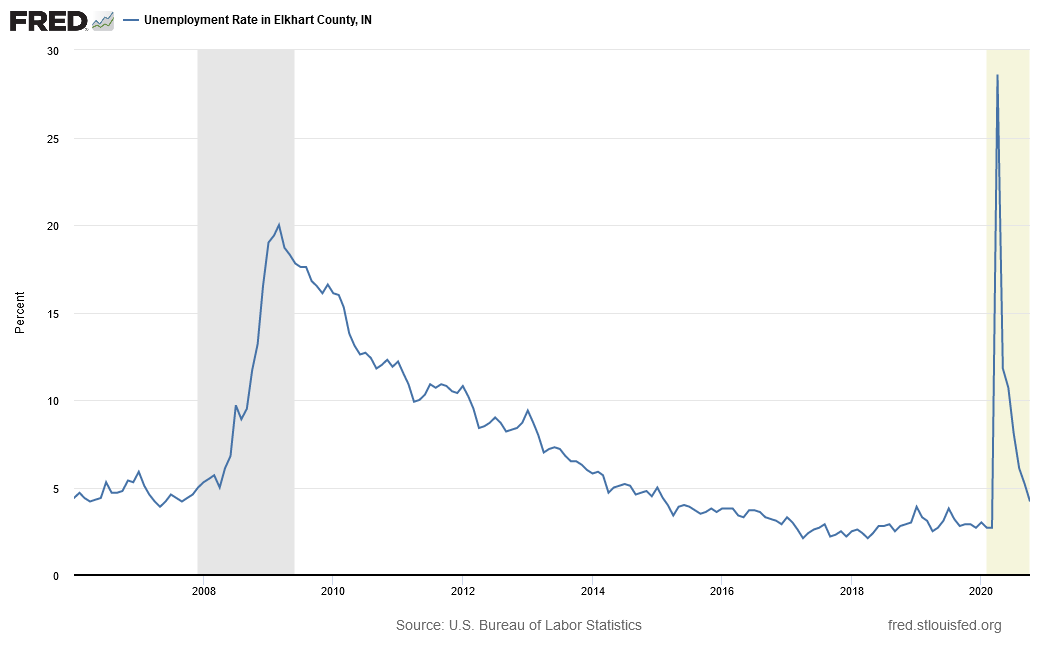 FRED
Unemployment Rate in Elkhart County, IN
30
25
20
15
10
5
0
Percent
2008
2010
2012
2014
2016
2018
2020
Source: U.S. Bureau of Labor Statistics
fred.stlouisfed.org